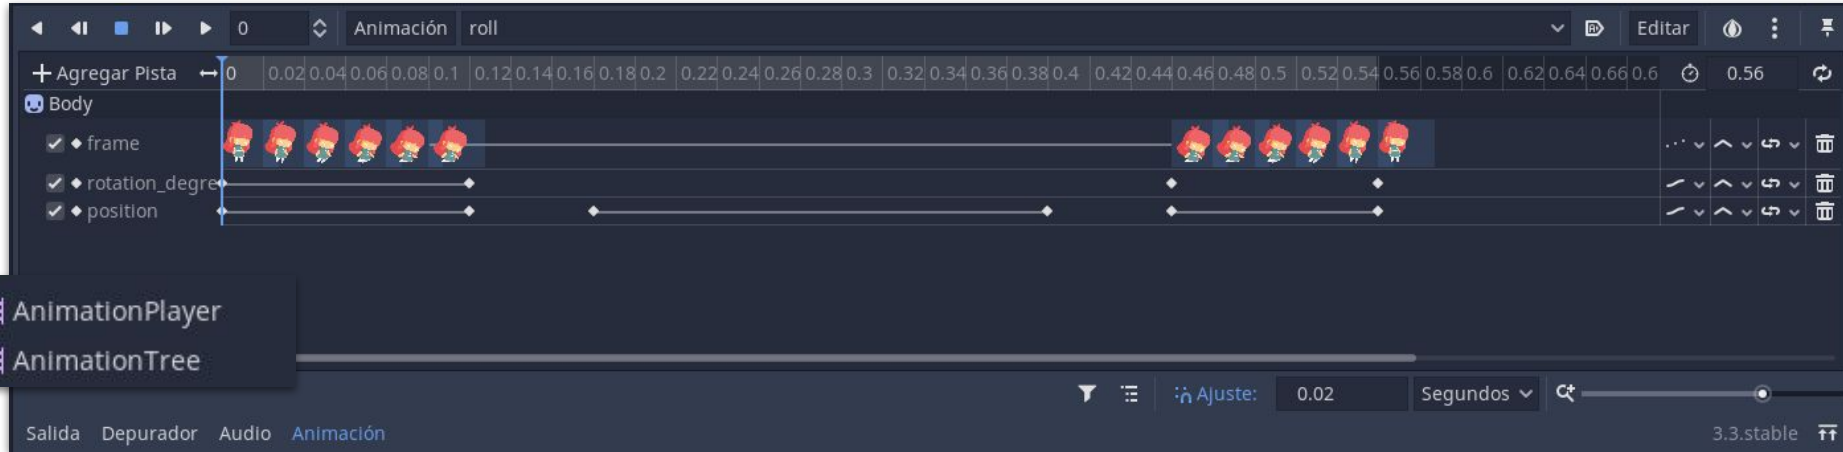 0 Animación roll Editar
Agregar Pista 0 0.02 0.04 0.06 0.08 0.1 0.12 0.14 0.16 0.18 0.2 0.22 0.24 0.26 0.28 0.3 0.32 0.34 0.36 0.38 0.4 0.42 0.44 0.46 0.48 0.5 0.52 0.54 0.56 0.58 0.6 0.62 0.64 0.66 0.6 0.56
Body
frame
rotation_degre
position
AnimationPlayer
AnimationTree
Ajuste: 0.02 Segundos
Salida Depurador Audio Animación 3.3.stable